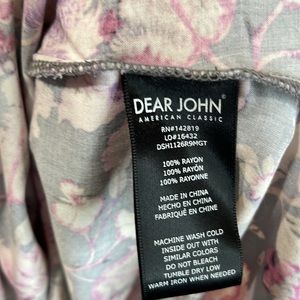 DEAR JOHN®
AMERICAN CLASSIC
RN#142819
LO#16432
DSH1126R9MGT
100% RAYON
100% RAYÓN
100% RAYONNE
MADE IN CHINA
HECHO EN CHINA
FABRIQUÉ EN CHINE
MACHINE WASH COLD
INSIDE OUT WITH
SIMILAR COLORS
DO NOT BLEACH
TUMBLE DRY LOW
WARM IRON WHEN NEEDED